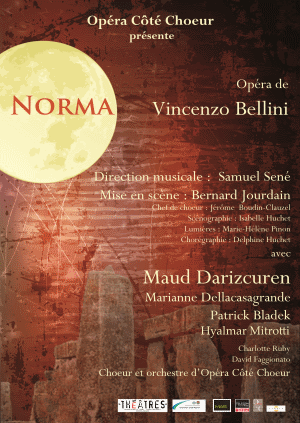 Opéra Côté Choeur
présente
NORMA
Opéra de
Vincenzo Bellini
Direction musicale : Samuel Sené
Mise en scène : Bernard Jourdain
Chef de choeur : Jérôme Boudin-Clauzel
Scénographie : Isabelle Huchet
Lumières : Marie-Hélène Pinon
Chorégraphie : Delphine Huchet
avec
Maud Darizcuren
Marianne Dellacasagrande
Patrick Bladek
Hyalmar Mitrotti
Charlotte Ruby
David Faggionato
Choeur et orchestre d'Opéra Côté Choeur
THÉÂTRES